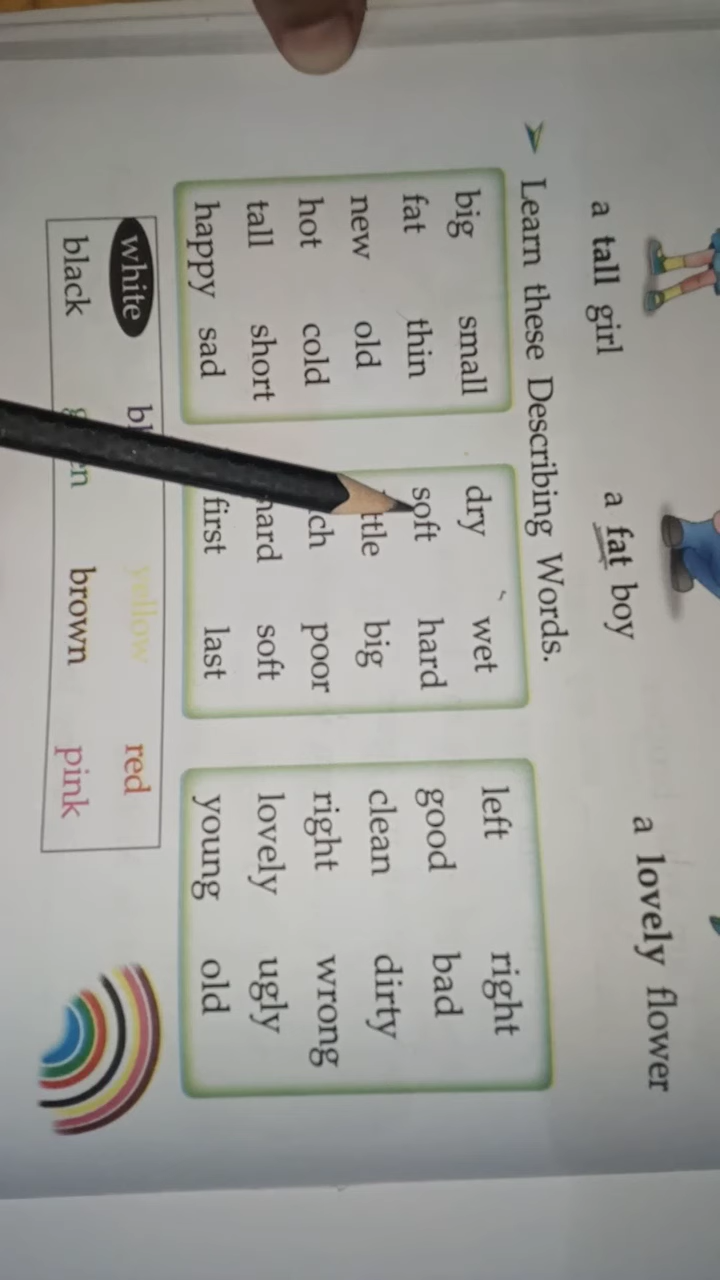 a tall girl a fat boy a lovely flower
Learn these Describing Words.
big small dry wet left right
fat thin soft hard good bad
new old big clean dirty
hot cold poor right wrong
tall short soft lovely ugly
happy sad first last young old
white yellow red
black brown pink